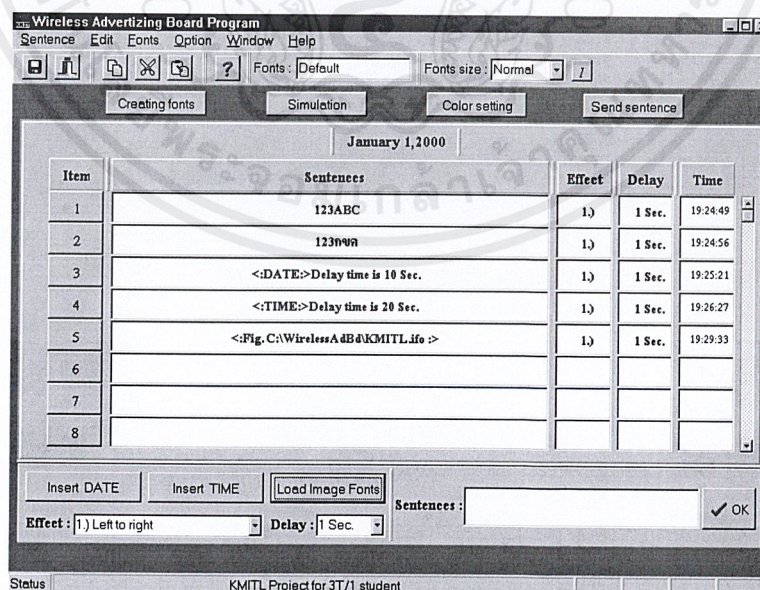 Wireless Advertizing Board Program
Sentence Edit Fonts Option Window Help
? Fonts : Default Fonts size : Normal 1
Creating fonts Simulation Color setting Send sentence
January 1,2000
Item Sentences Effect Delay Time
1 123ABC 1.) 1 Sec. 19:24:49
2 123กขค 1.) 1 Sec. 19:24:56
3 <:DATE:>Delay time is 10 Sec. 1.) 1 Sec. 19:25:21
4 <:TIME:>Delay time is 20 Sec. 1.) 1 Sec. 19:26:27
5 <:Fig. C:\WirelessAdBd\KMITL.ifo :> 1.) 1 Sec. 19:29:33
6
7
8
Insert DATE Insert TIME Load Image Fonts
Sentences : OK
Effect : 1.) Left to right Delay : 1 Sec.
Status KMITL Project for 3T/1 student